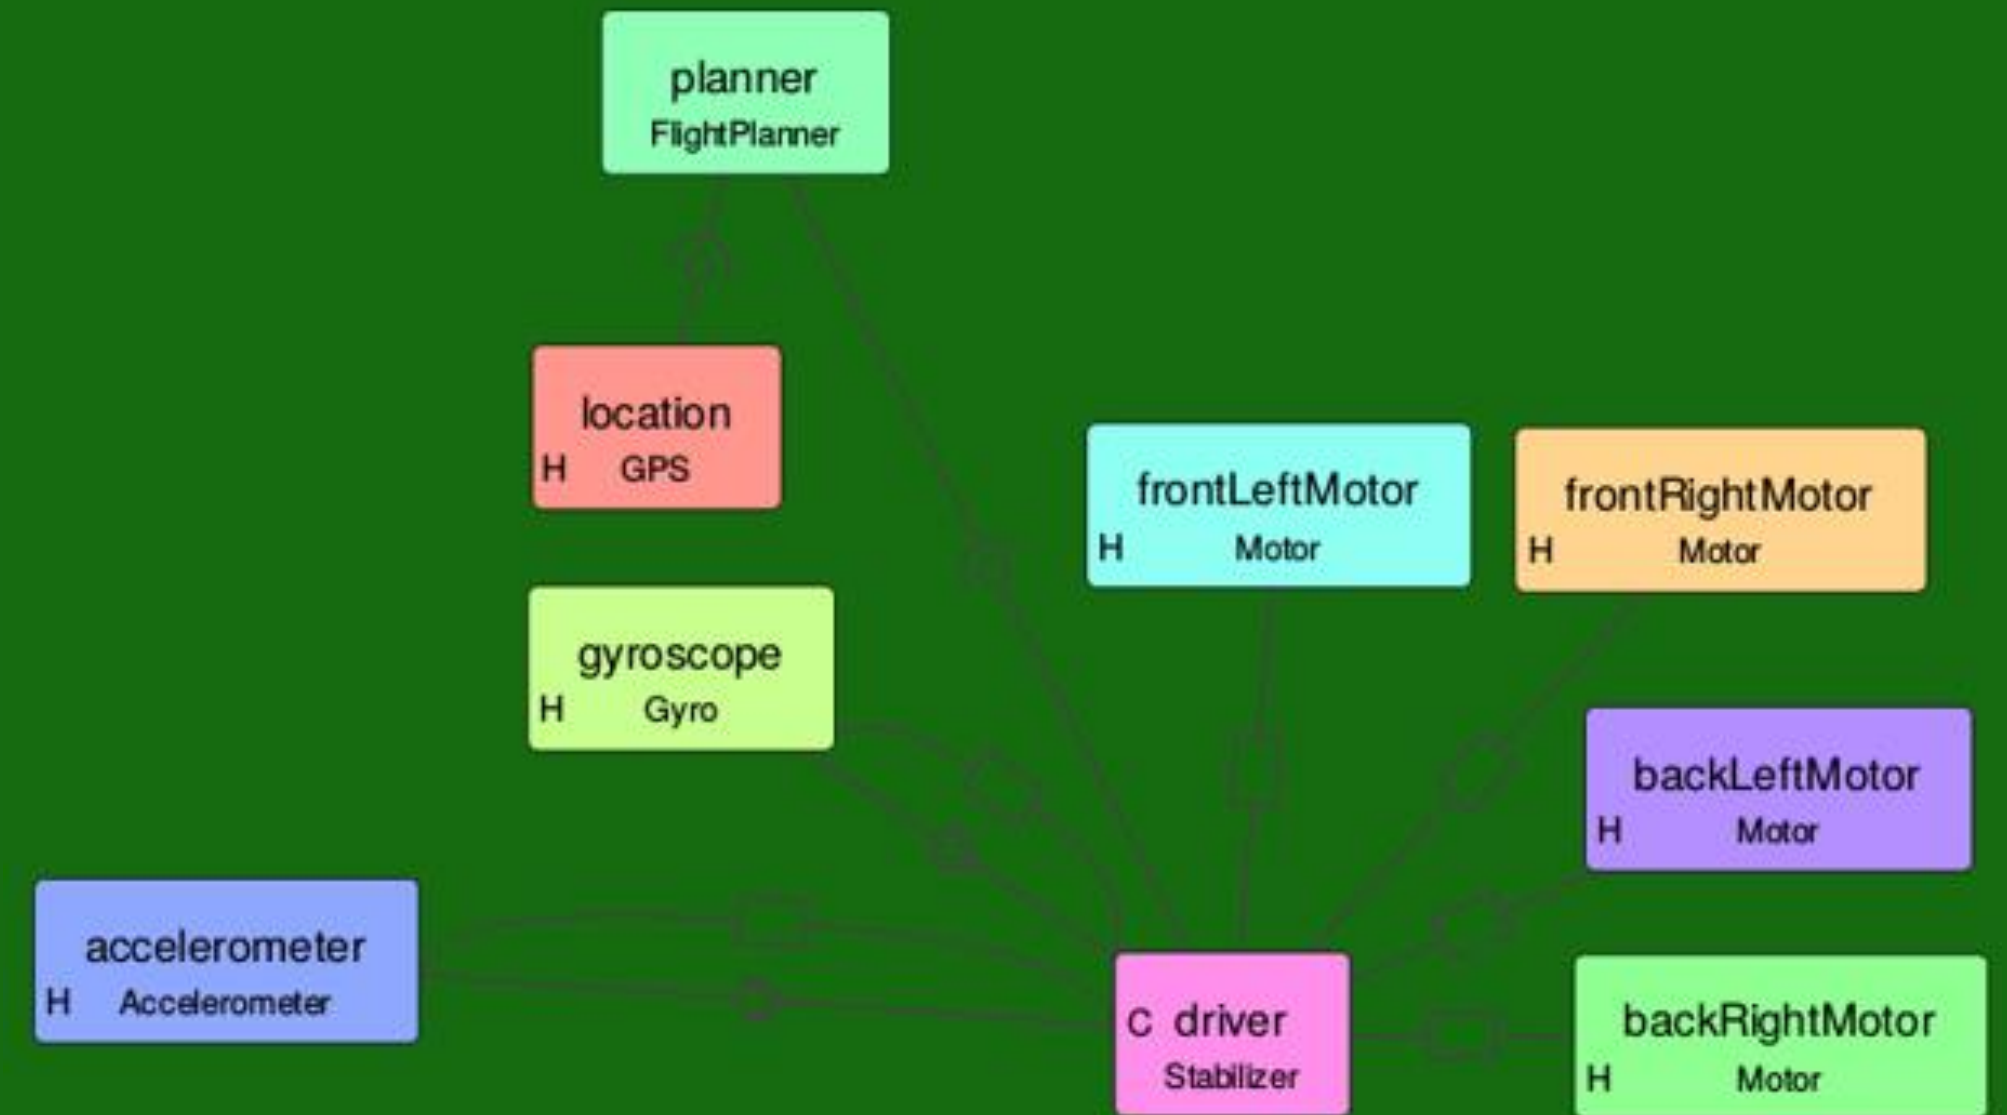 planner
FlightPlanner
location
H GPS
frontLeftMotor
H Motor
frontRightMotor
H Motor
gyroscope
H Gyro
backLeftMotor
H Motor
accelerometer
H Accelerometer
C driver
Stabilizer
backRightMotor
H Motor